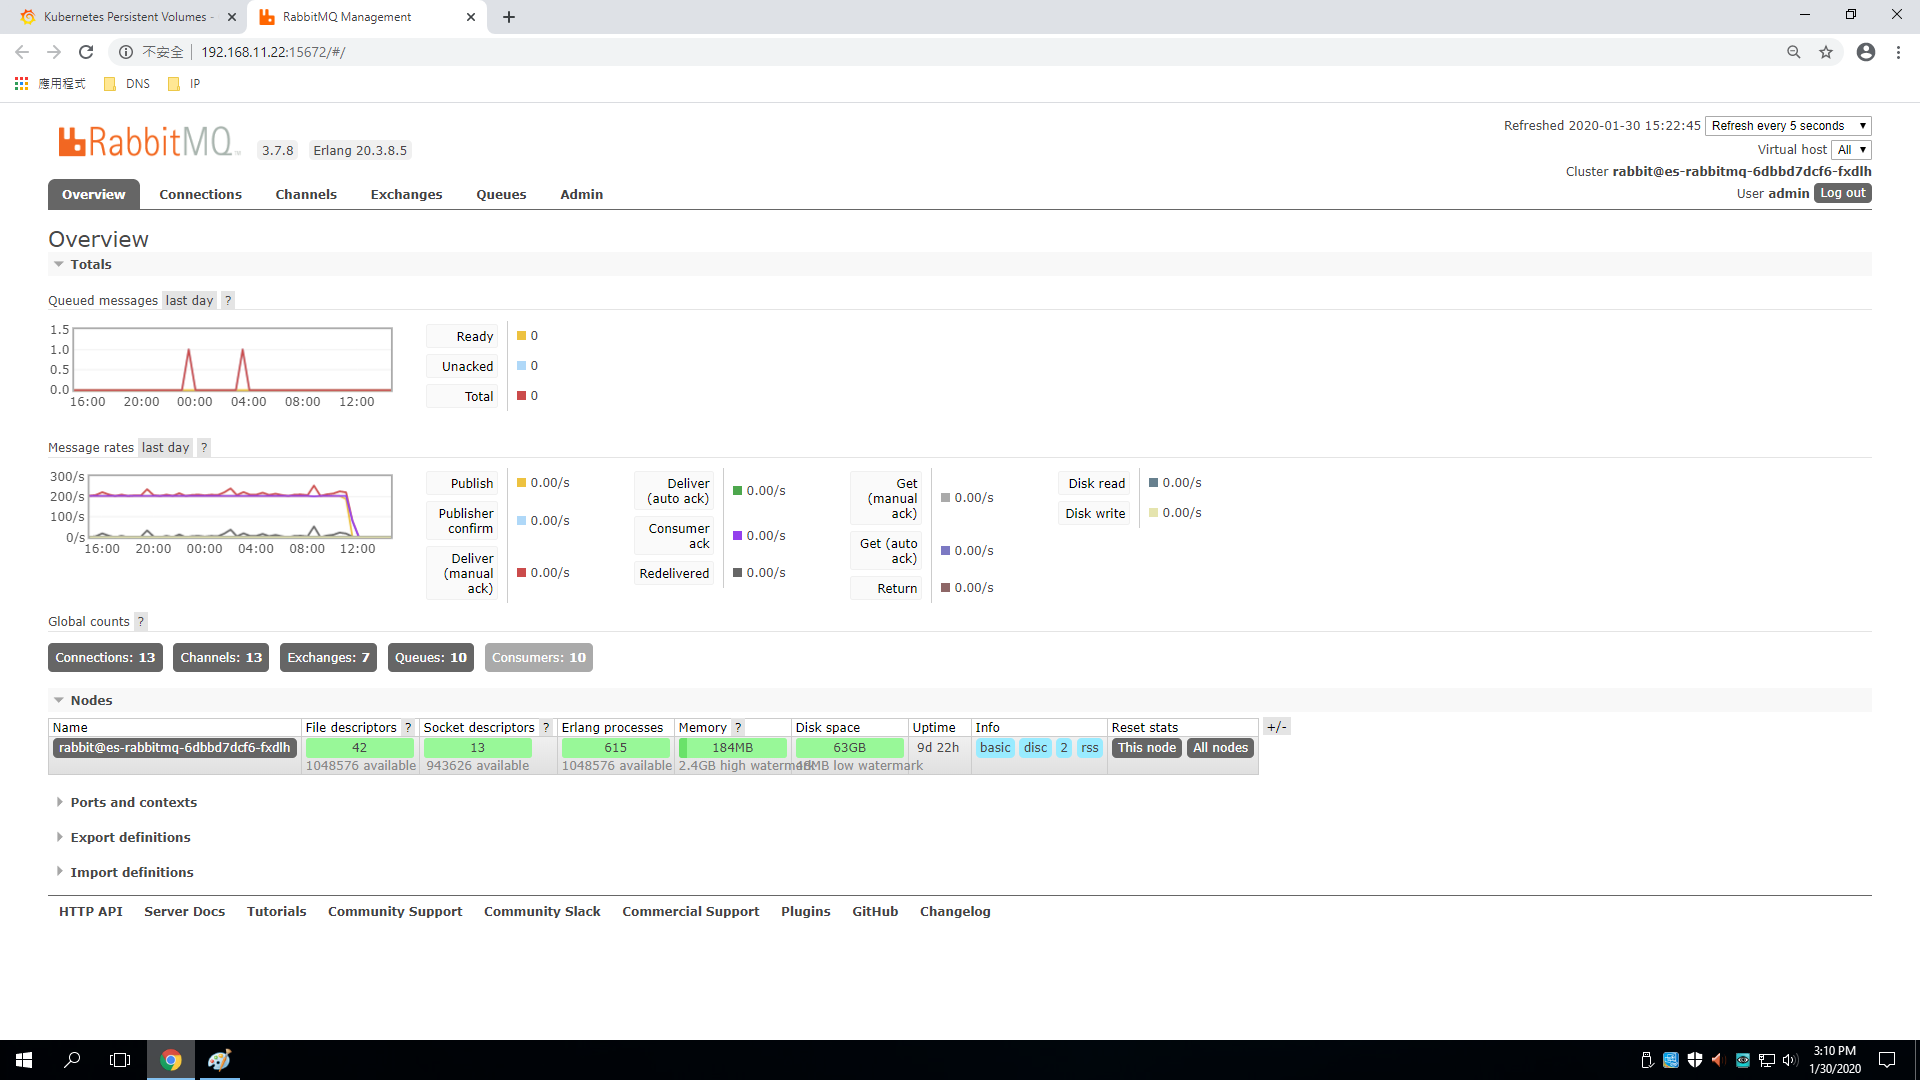 Kubernetes Persistent Volumes -
RabbitMQ Management
不安全 192.168.11.22:15672/#/
應用程式 DNS IP
RabbitMQ 3.7.8 Erlang 20.3.8.5
Refreshed 2020-01-30 15:22:45 Refresh every 5 seconds
Virtual host All
Cluster rabbit@es-rabbitmq-6dbbd7dcf6-fxdlh
User admin Log out
Overview Connections Channels Exchanges Queues Admin
Overview
Totals
Queued messages last day ?
1.5
1.0
0.5
0.0
16:00 20:00 00:00 04:00 08:00 12:00
Ready 0
Unacked 0
Total 0
Message rates last day ?
300/s
200/s
100/s
0/s
16:00 20:00 00:00 04:00 08:00 12:00
Publish 0.00/s
Publisher confirm 0.00/s
Deliver (manual ack) 0.00/s
Deliver (auto ack) 0.00/s
Consumer ack 0.00/s
Redelivered 0.00/s
Get (manual ack) 0.00/s
Get (auto ack) 0.00/s
Return 0.00/s
Disk read 0.00/s
Disk write 0.00/s
Global counts ?
Connections: 13 Channels: 13 Exchanges: 7 Queues: 10 Consumers: 10
Nodes
Name File descriptors ? Socket descriptors ? Erlang processes Memory ? Disk space Uptime Info Reset stats +/-
rabbit@es-rabbitmq-6dbbd7dcf6-fxdlh 42 13 615 184MB 63GB 9d 22h basic disc 2 rss This node All nodes
1048576 available 943626 available 1048576 available 2.4GB high watermark 48MB low watermark
Ports and contexts
Export definitions
Import definitions
HTTP API Server Docs Tutorials Community Support Community Slack Commercial Support Plugins GitHub Changelog
3:10 PM
1/30/2020